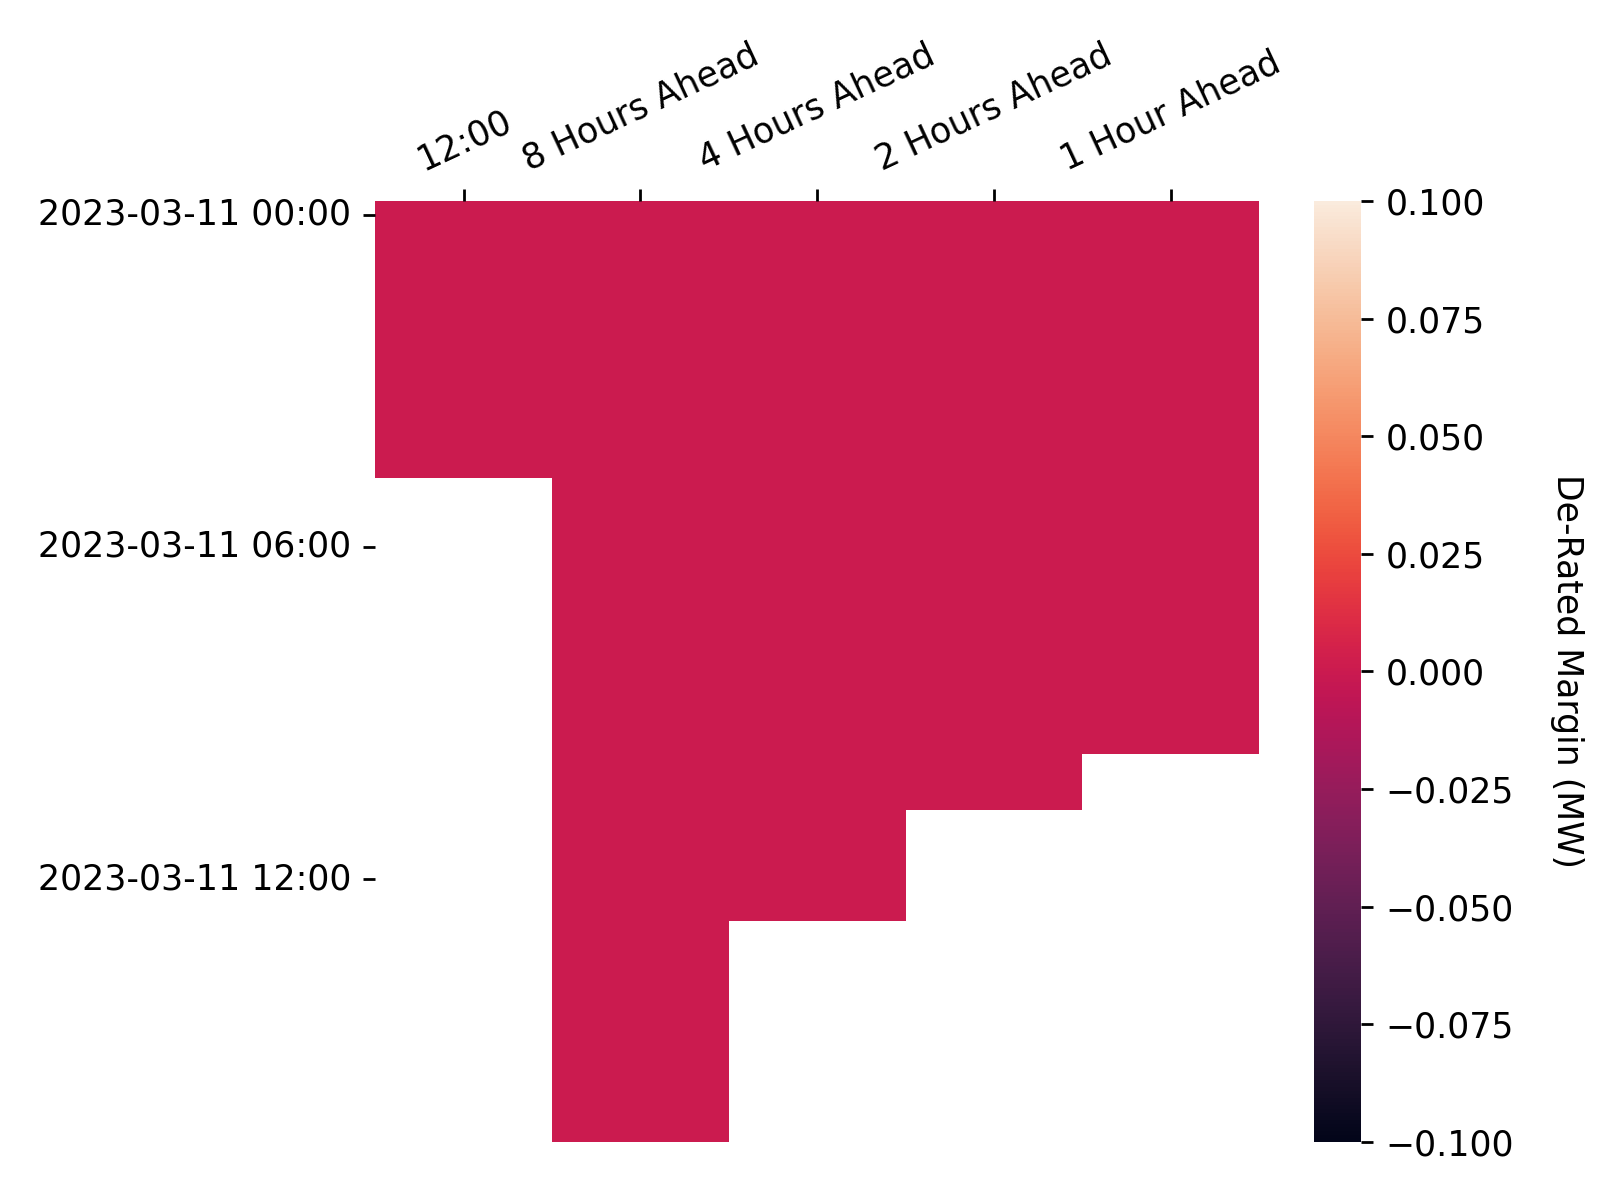 12:00
8 Hours Ahead
4 Hours Ahead
2 Hours Ahead
1 Hour Ahead
2023-03-11 00:00
2023-03-11 06:00
2023-03-11 12:00
0.100
0.075
0.050
0.025
0.000
−0.025
−0.050
−0.075
−0.100
De-Rated Margin (MW)